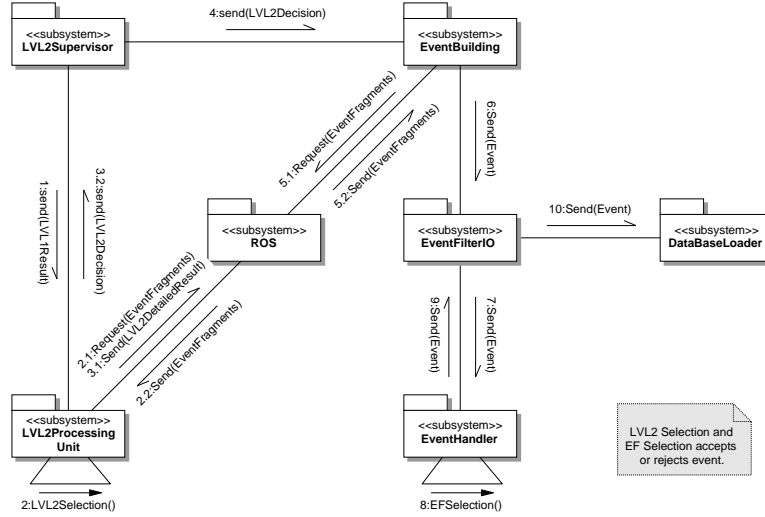 4:send(LVL2Decision)
<<subsystem>>
LVL2Supervisor
<<subsystem>>
EventBuilding
1:send(LVL1Result)
3.2:send(LVL2Decision)
5.1:Request(EventFragments)
5.2:Send(EventFragments)
6:Send(Event)
<<subsystem>>
ROS
<<subsystem>>
EventFilterIO
10:Send(Event)
<<subsystem>>
DataBaseLoader
2.1:Request(EventFragments)
3.1:Send(LVL2DetailedResult)
2.2:Send(EventFragments)
9:Send(Event)
7:Send(Event)
<<subsystem>>
LVL2Processing
Unit
<<subsystem>>
EventHandler
LVL2 Selection and
EF Selection accepts
or rejects event.
2:LVL2Selection()
8:EFSelection()